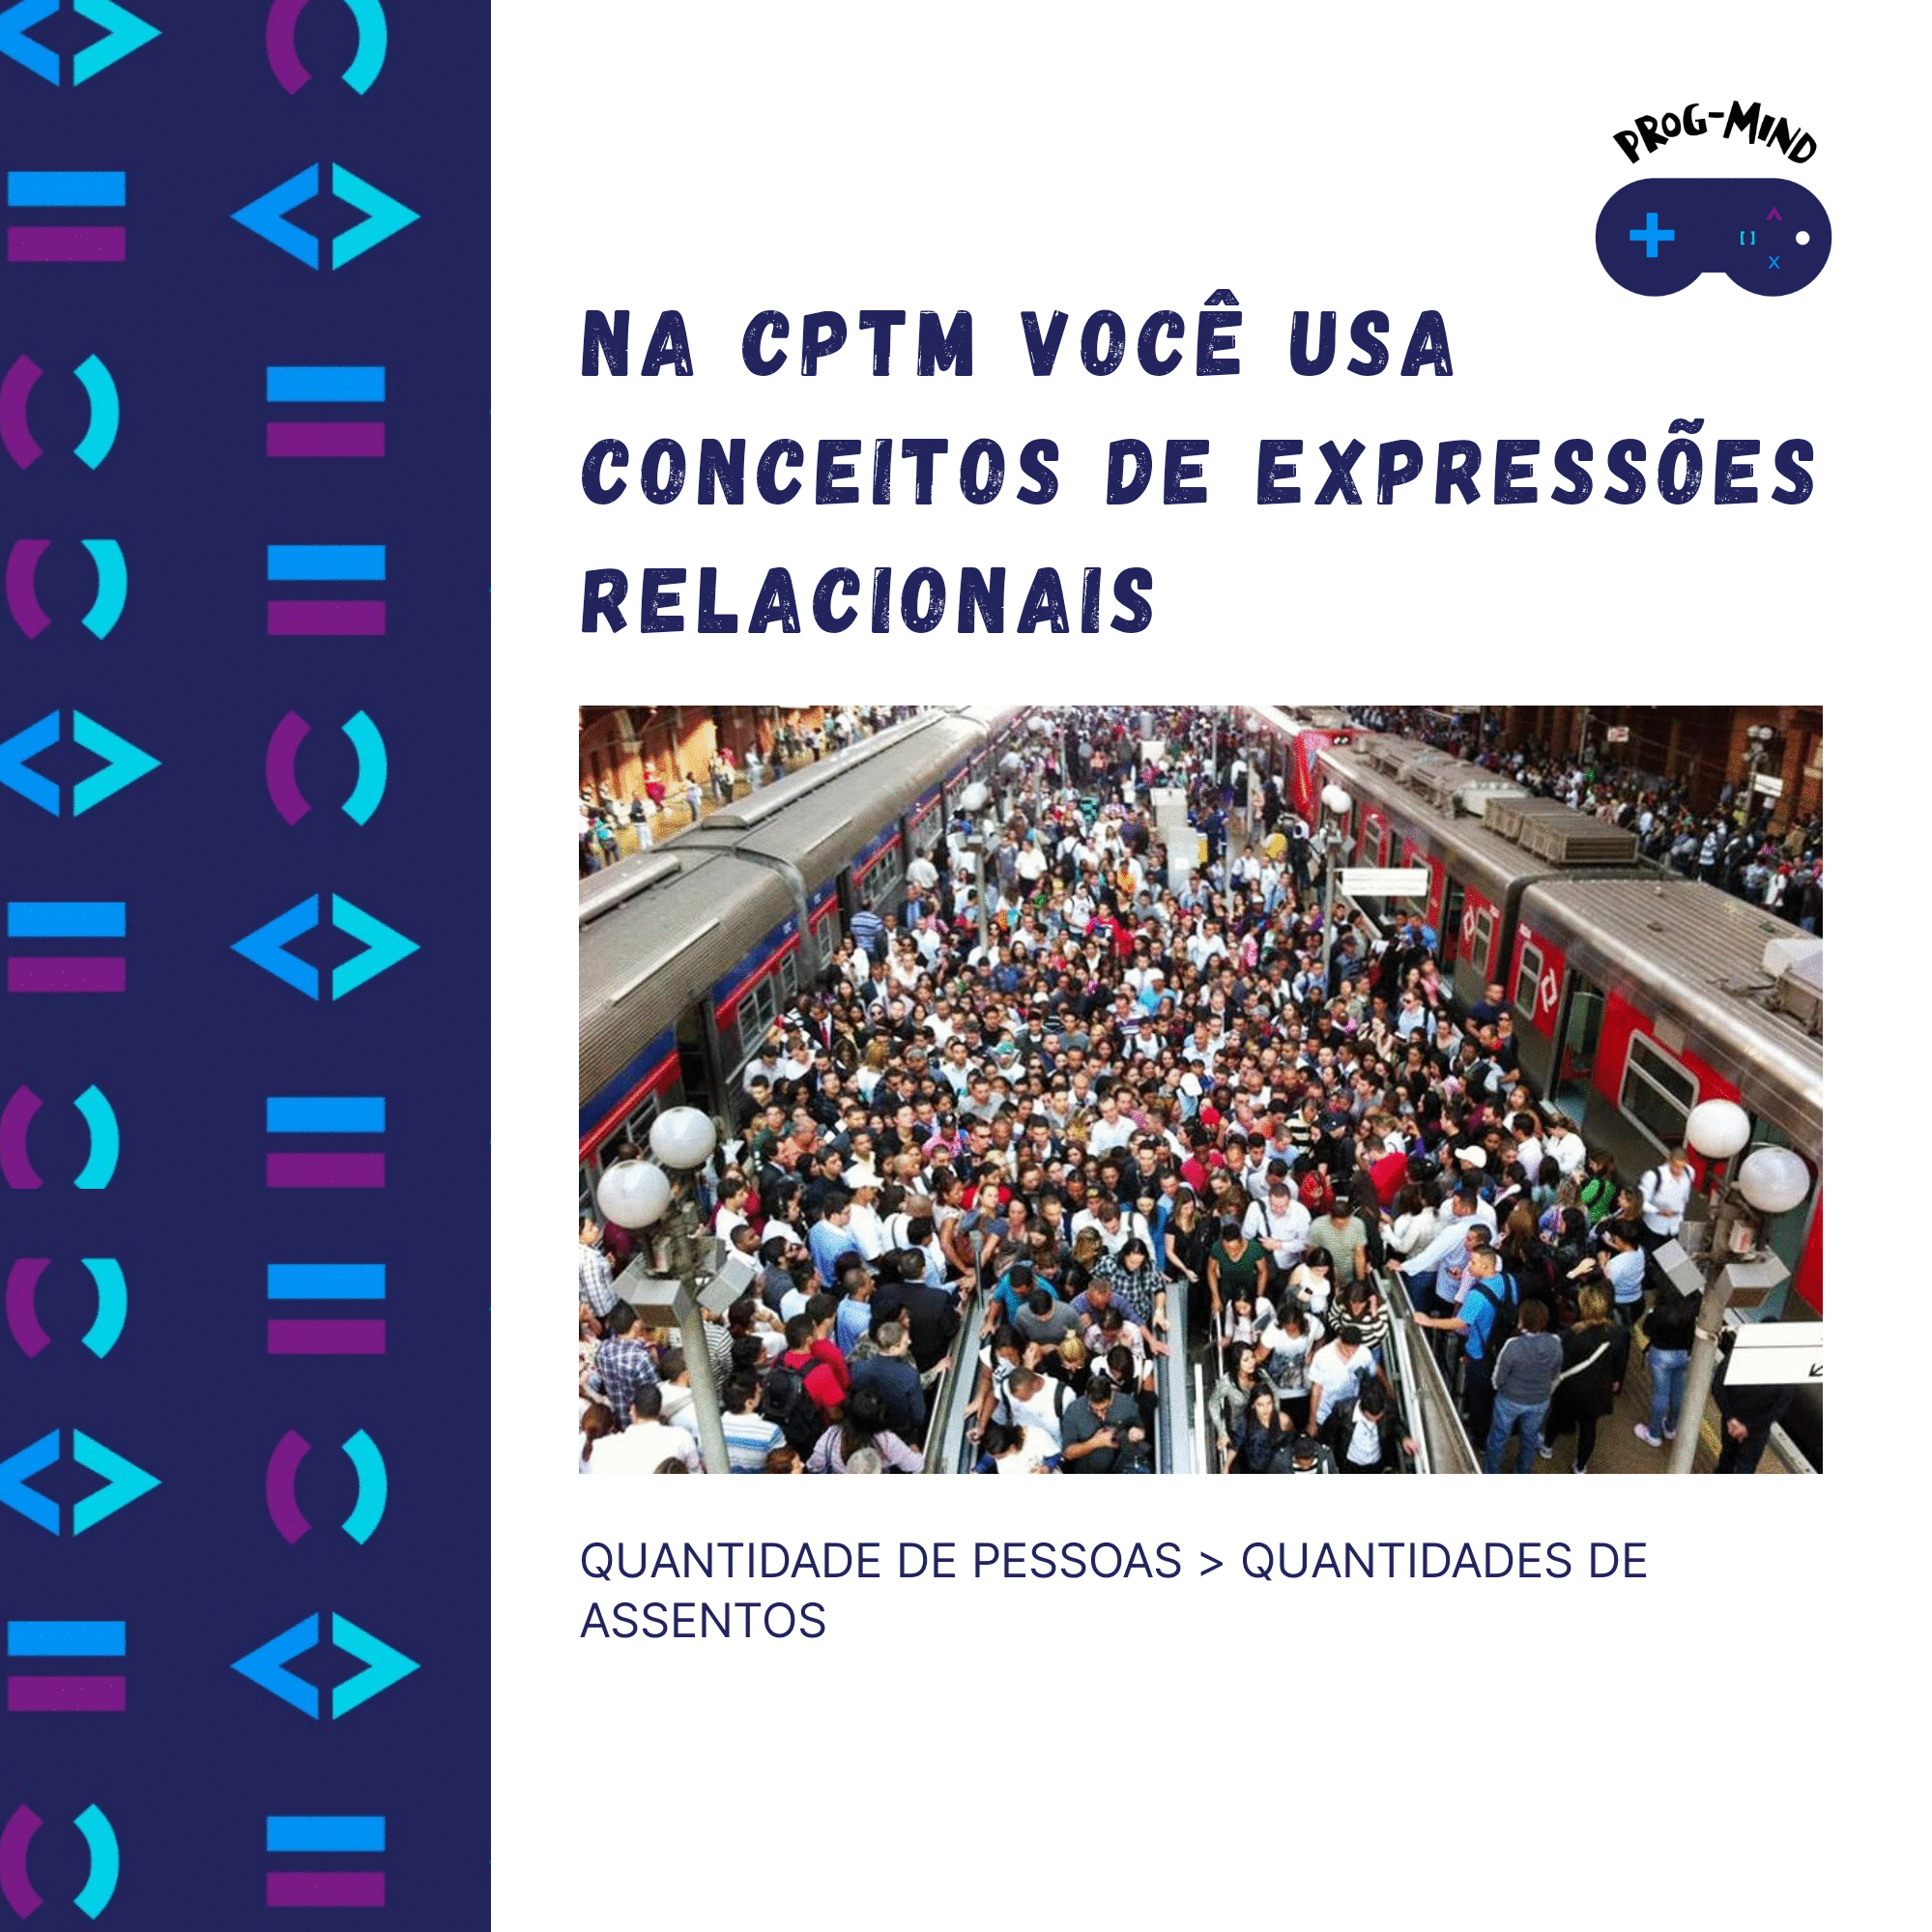 PROG-MIND
NA CPTM VOCÊ USA
CONCEITOS DE EXPRESSÕES
RELACIONAIS
QUANTIDADE DE PESSOAS > QUANTIDADES DE
ASSENTOS